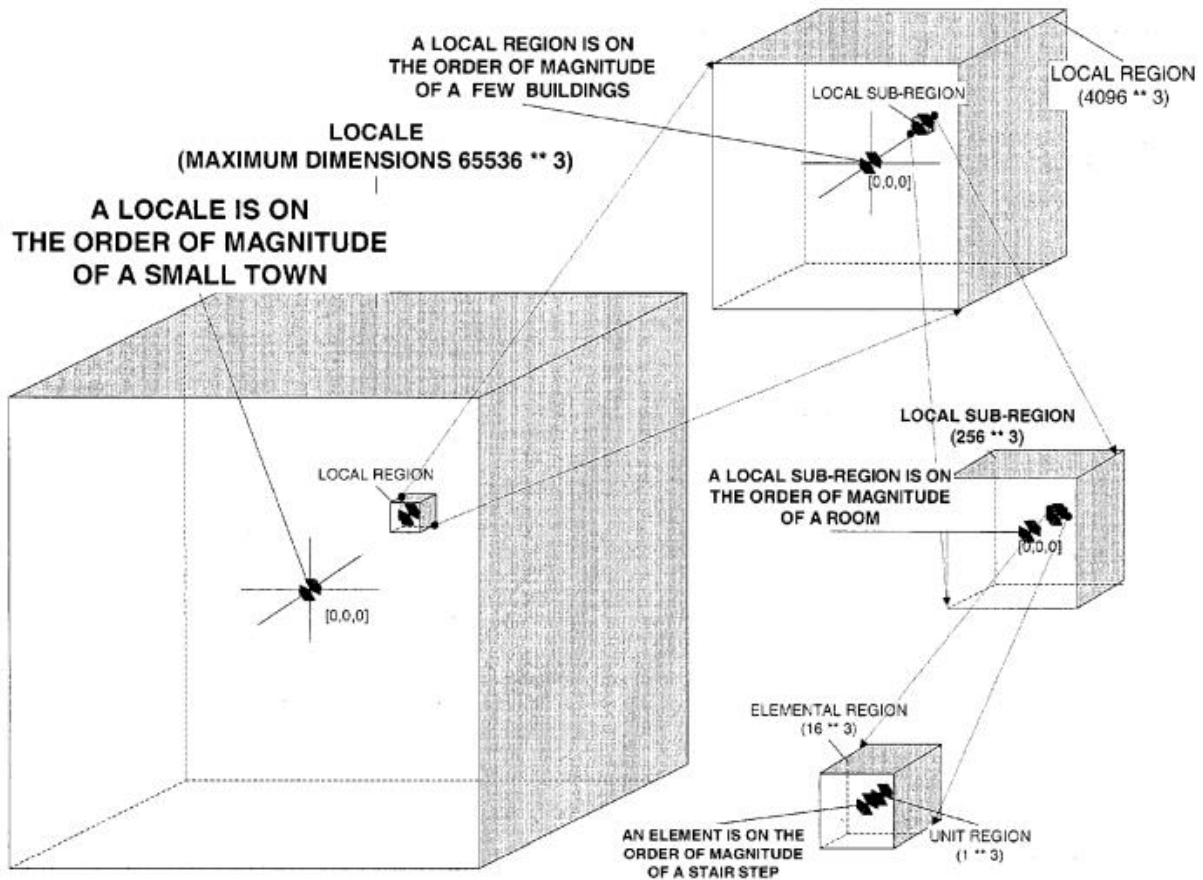 A LOCAL REGION IS ON
THE ORDER OF MAGNITUDE
OF A FEW BUILDINGS
LOCAL REGION
(4096 ** 3)
LOCAL SUB-REGION
[0,0,0]
LOCALE
(MAXIMUM DIMENSIONS 65536 ** 3)
A LOCALE IS ON
THE ORDER OF MAGNITUDE
OF A SMALL TOWN
LOCAL REGION
[0,0,0]
LOCAL SUB-REGION
(256 ** 3)
A LOCAL SUB-REGION IS ON
THE ORDER OF MAGNITUDE
OF A ROOM
[0,0,0]
ELEMENTAL REGION
(16 ** 3)
AN ELEMENT IS ON THE
ORDER OF MAGNITUDE
OF A STAIR STEP
UNIT REGION
(1 ** 3)